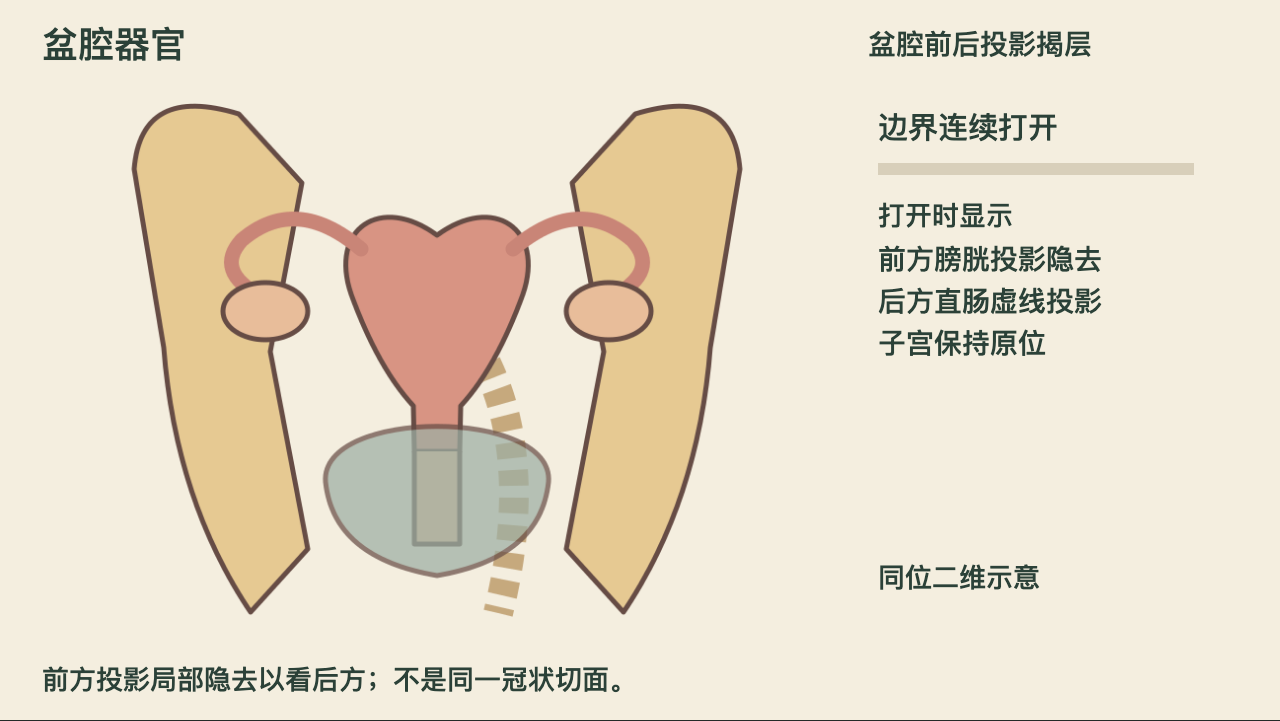 盆腔器官
盆腔前后投影揭层
边界连续打开
打开时显示
前方膀胱投影隐去
后方直肠虚线投影
子宫保持原位
同位二维示意
前方投影局部隐去以看后方；不是同一冠状切面。